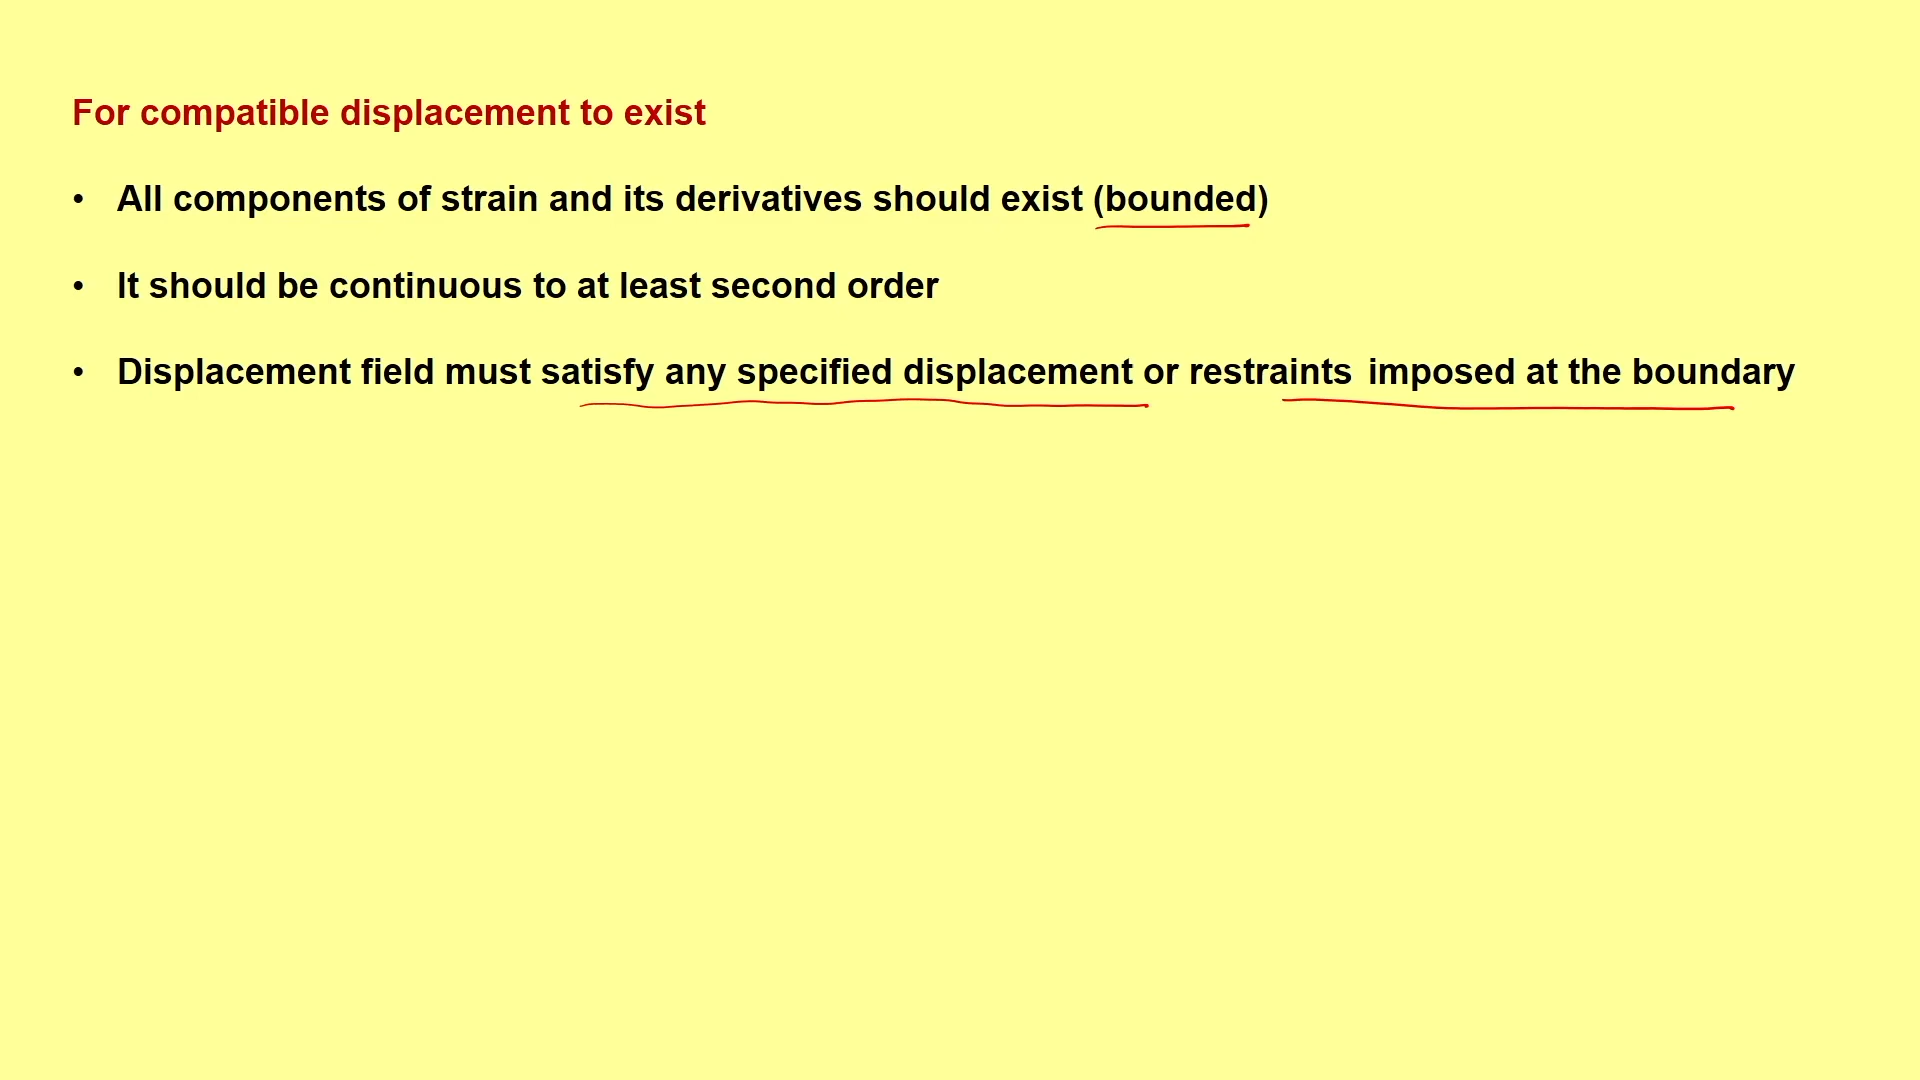 For compatible displacement to exist
• All components of strain and its derivatives should exist (bounded)
• It should be continuous to at least second order
• Displacement field must satisfy any specified displacement or restraints imposed at the boundary